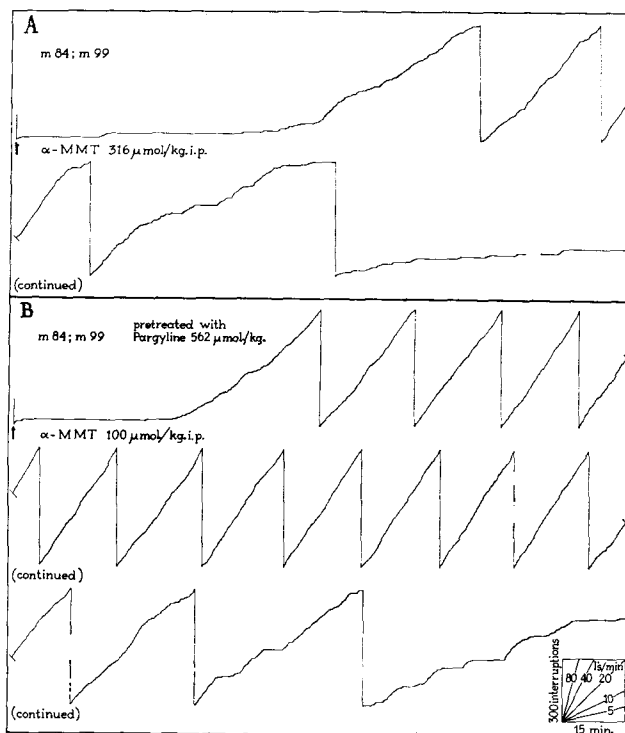 A
m 84; m 99
α-MMT 316 μmol/kg.i.p.
(continued)
B
m 84; m 99
pretreated with
Pargyline 562 μmol/kg.
α-MMT 100 μmol/kg.i.p.
(continued)
(continued)
300 interruptions
Is/min
80 40 20
10
5
15 min.